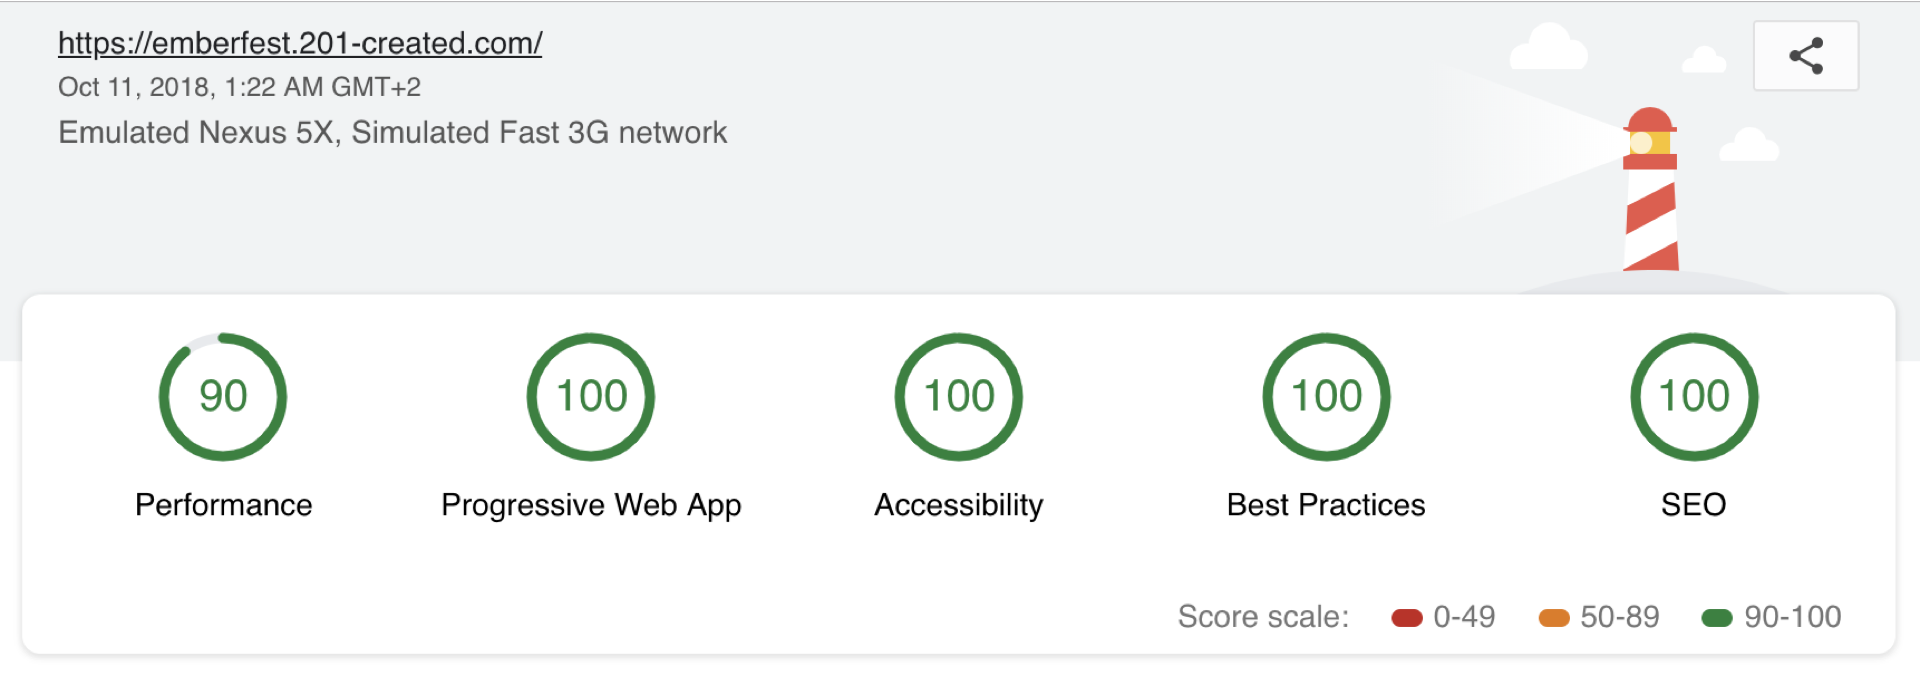 https://emberfest.201-created.com/
Oct 11, 2018, 1:22 AM GMT+2
Emulated Nexus 5X, Simulated Fast 3G network
90 100 100 100 100
Performance Progressive Web App Accessibility Best Practices SEO
Score scale: 0-49 50-89 90-100